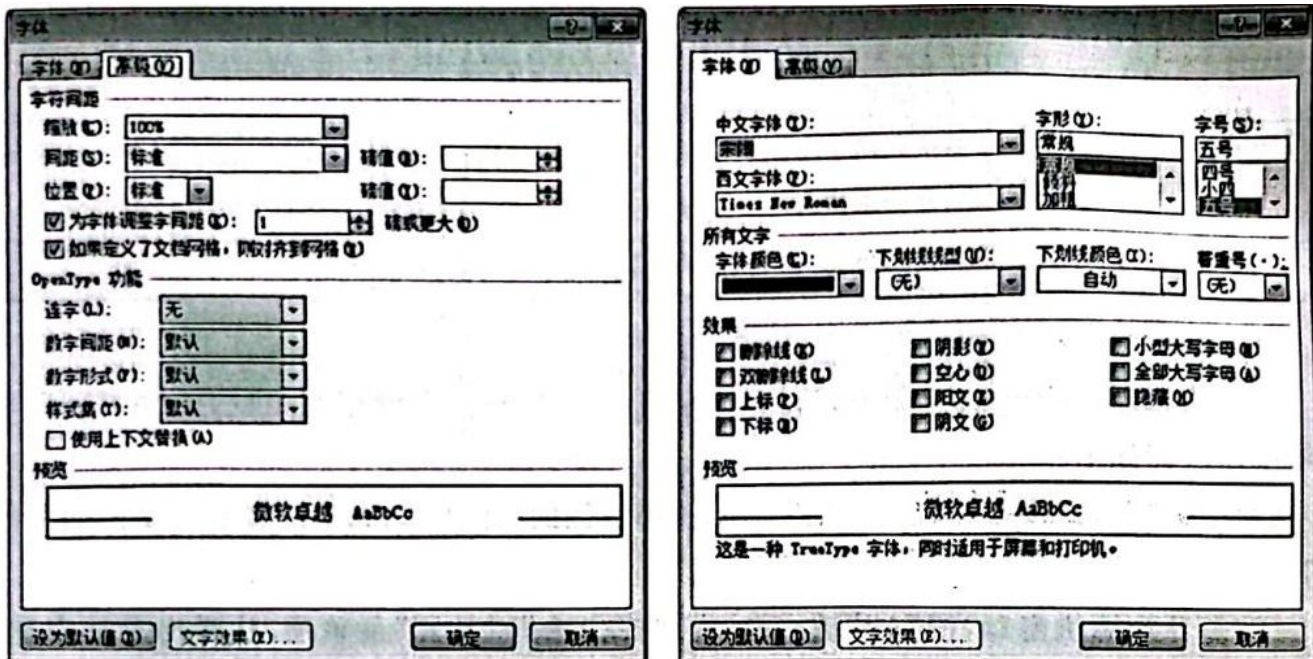 字体
字体(N) 高级(V)
字符间距
缩放(C): 100%
间距(S): 标准 磅值(B):
位置(P): 标准 磅值(Y):
为字体调整字间距(K): 1 磅或更大(O)
如果定义了文档网格，则对齐到网格(W)
OpenType 功能
连字(L): 无
数字间距(M): 默认
数字形式(F): 默认
样式集(T): 默认
使用上下文替换(A)
预览
微软卓越 AaBbCc
设为默认值(D) 文字效果(E)... 确定 取消
字体
字体(N) 高级(V)
中文字体(T): 字形(Y): 字号(S):
宋体 常规 五号
西文字体(F): 常规 四号
Times New Roman 倾斜 小四
加粗 五号
所有文字
字体颜色(C): 下划线线型(U): 下划线颜色(I): 着重号(·):
(无) 自动 (无)
效果
删除线(K) 阴影(W) 小型大写字母(M)
双删除线(L) 空心(O) 全部大写字母(A)
上标(P) 阳文(E) 隐藏(H)
下标(B) 阴文(G)
预览
微软卓越 AaBbCc
这是一种 TrueType 字体，同时适用于屏幕和打印机。
设为默认值(D) 文字效果(E)... 确定 取消